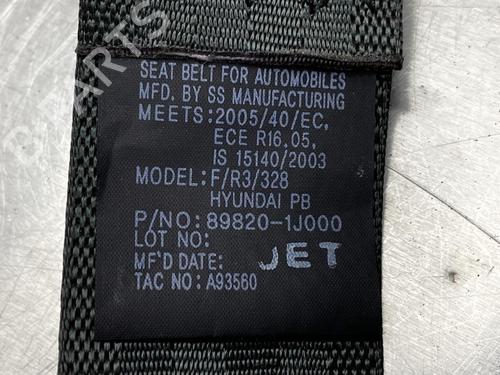 SEAT BELT FOR AUTOMOBILES
MFD. BY SS MANUFACTURING
MEETS:2005/40/EC,
ECE R16.05,
IS 15140/2003
MODEL:F/R3/328
HYUNDAI PB
P/NO:89820-1J000
LOT NO:
MF'D DATE: JET
TAC NO:A93560